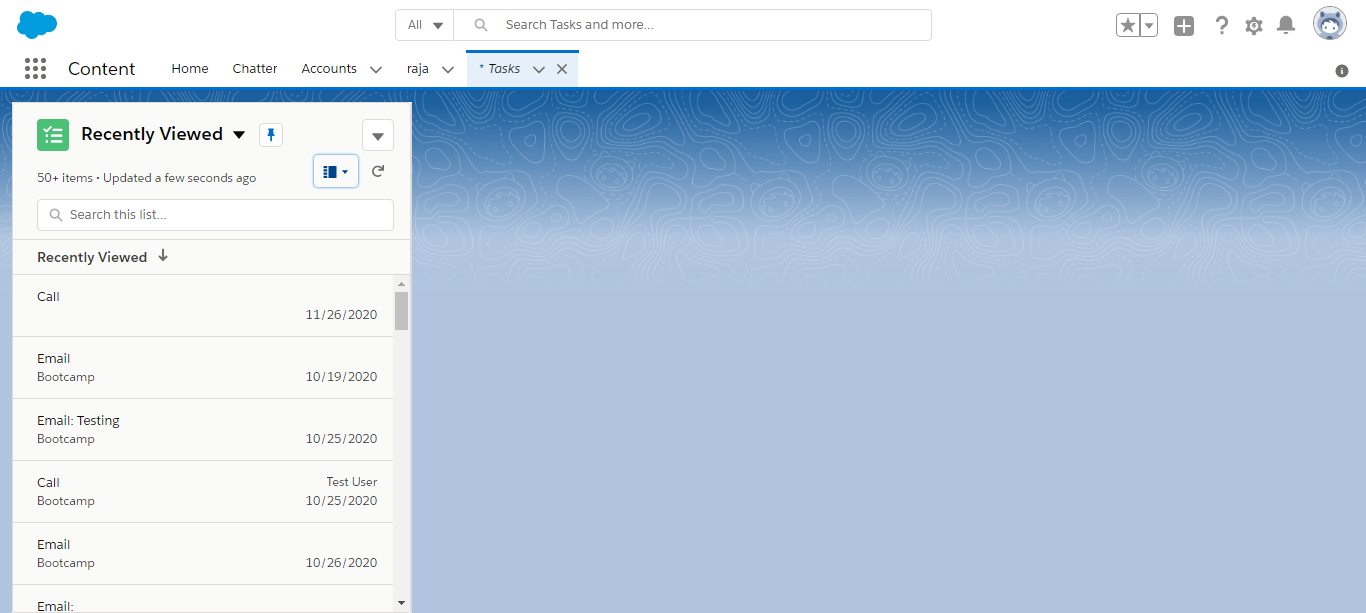 All
Search Tasks and more...
Content
Home
Chatter
Accounts
raja
* Tasks
Recently Viewed
50+ items • Updated a few seconds ago
Search this list...
Recently Viewed
Call
11/26/2020
Email
Bootcamp 10/19/2020
Email: Testing
Bootcamp 10/25/2020
Call Test User
Bootcamp 10/25/2020
Email
Bootcamp 10/26/2020
Email: